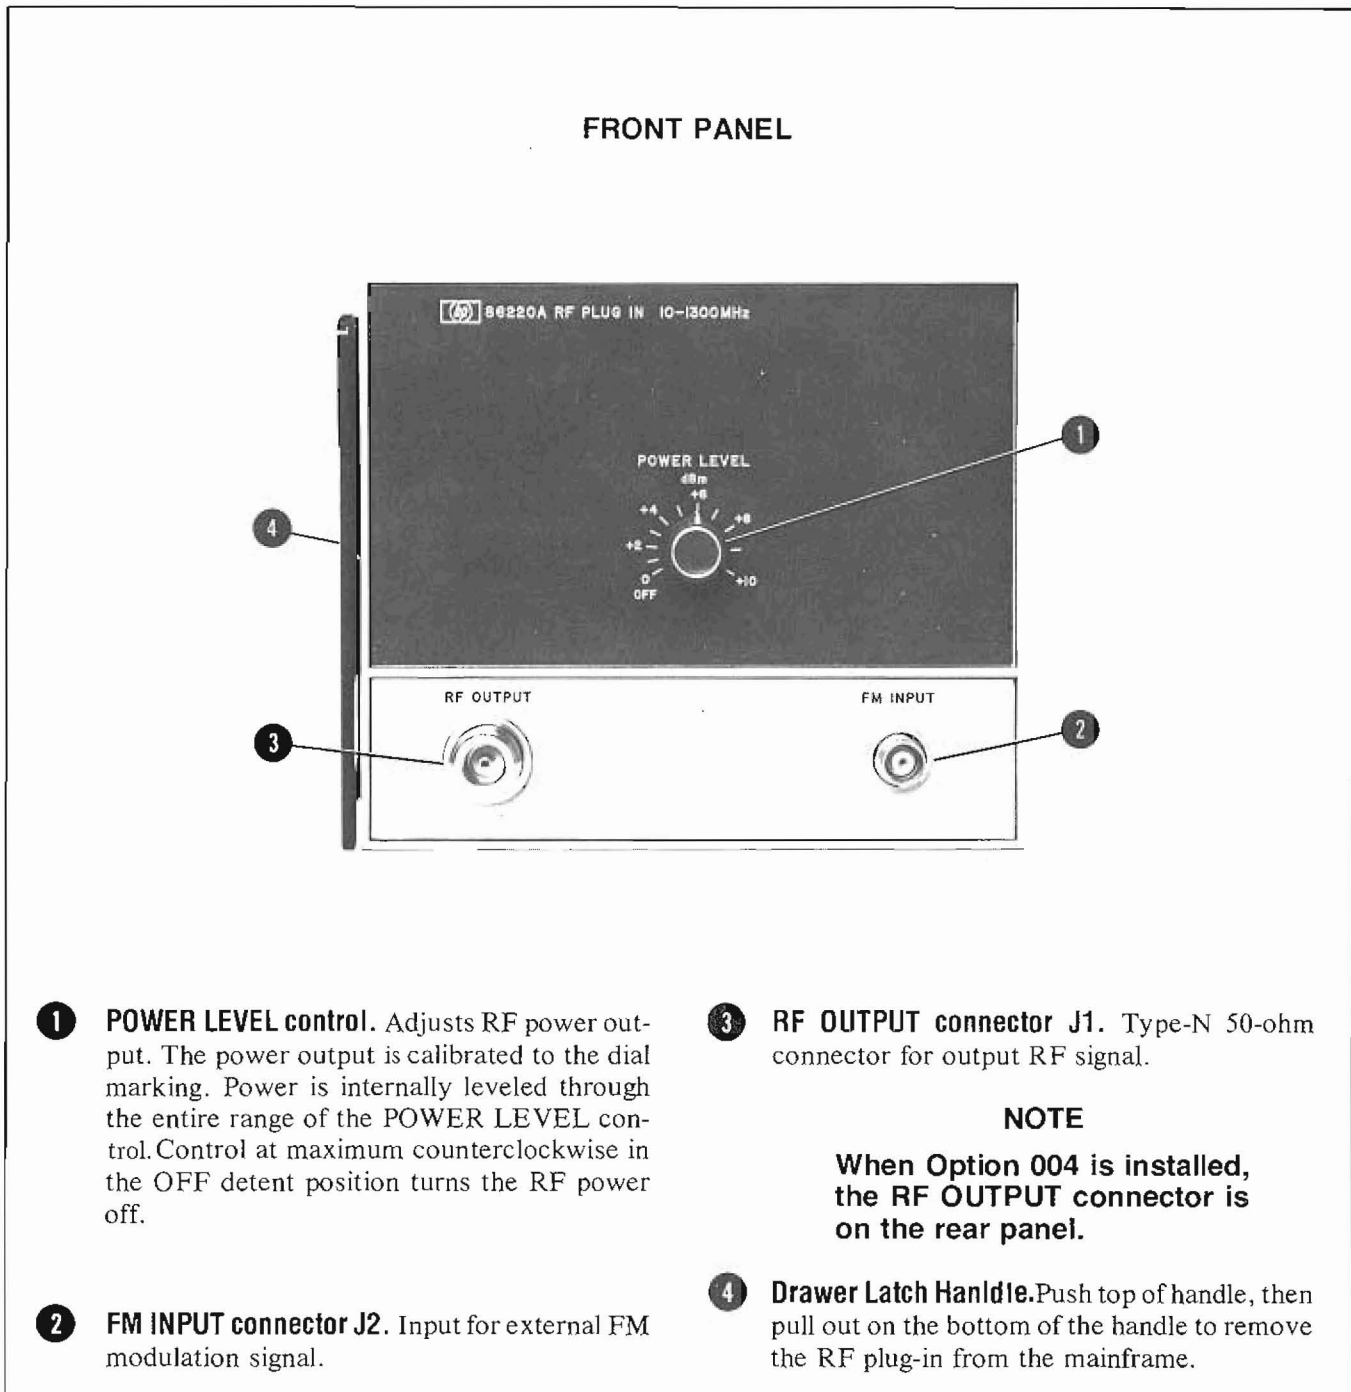 FRONT PANEL
hp 86220A RF PLUG IN 10-1300MHz
1
POWER LEVEL
dBm
+6
+4
+8
4
+2
0
+10
OFF
RF OUTPUT
FM INPUT
3
2
1 POWER LEVEL control. Adjusts RF power out-
put. The power output is calibrated to the dial
marking. Power is internally leveled through
the entire range of the POWER LEVEL con-
trol. Control at maximum counterclockwise in
the OFF detent position turns the RF power
off.
2 FM INPUT connector J2. Input for external FM
modulation signal.
3 RF OUTPUT connector J1. Type-N 50-ohm
connector for output RF signal.
NOTE
When Option 004 is installed,
the RF OUTPUT connector is
on the rear panel.
4 Drawer Latch Hanldle. Push top of handle, then
pull out on the bottom of the handle to remove
the RF plug-in from the mainframe.